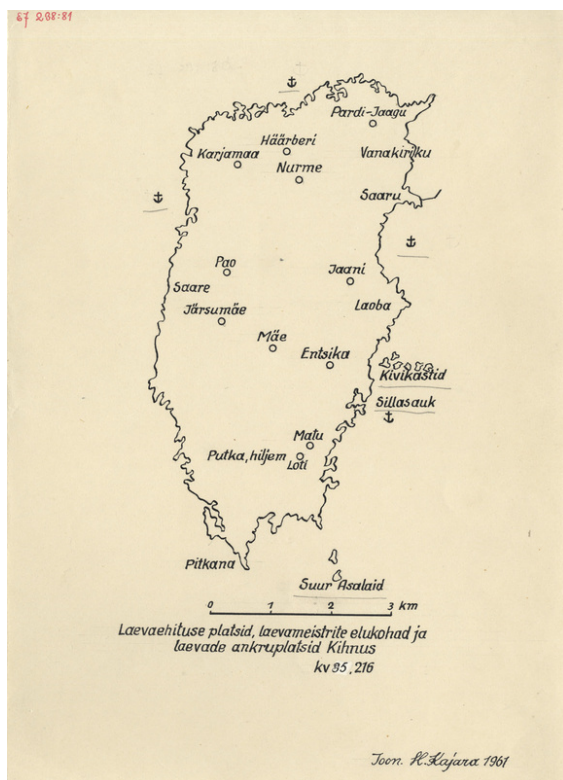 67 298:81
Pardi-Jaagu
Häärberi
Vanakiriku
Karjamaa
Nurme
Saaru
Pao
Jaani
Saare
Laoba
Järsumäe
Mäe
Entsika
Kivikastid
Sillasauk
Matu
Putka, hiljem
Loti
Pitkana
Suur Asalaid
0 1 2 3 km
Laevaehituse platsid, laevameistrite elukohad ja
laevade ankruplatsid Kihnus
kv 95, 216
Joon. H. Kajara 1961